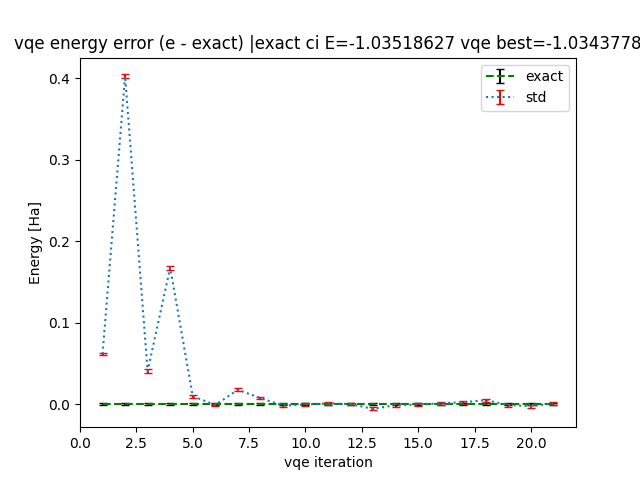 vqe energy error (e - exact) |exact ci E=-1.03518627 vqe best=-1.0343778
exact
std
Energy [Ha]
0.4
0.3
0.2
0.1
0.0
0.0 2.5 5.0 7.5 10.0 12.5 15.0 17.5 20.0
vqe iteration